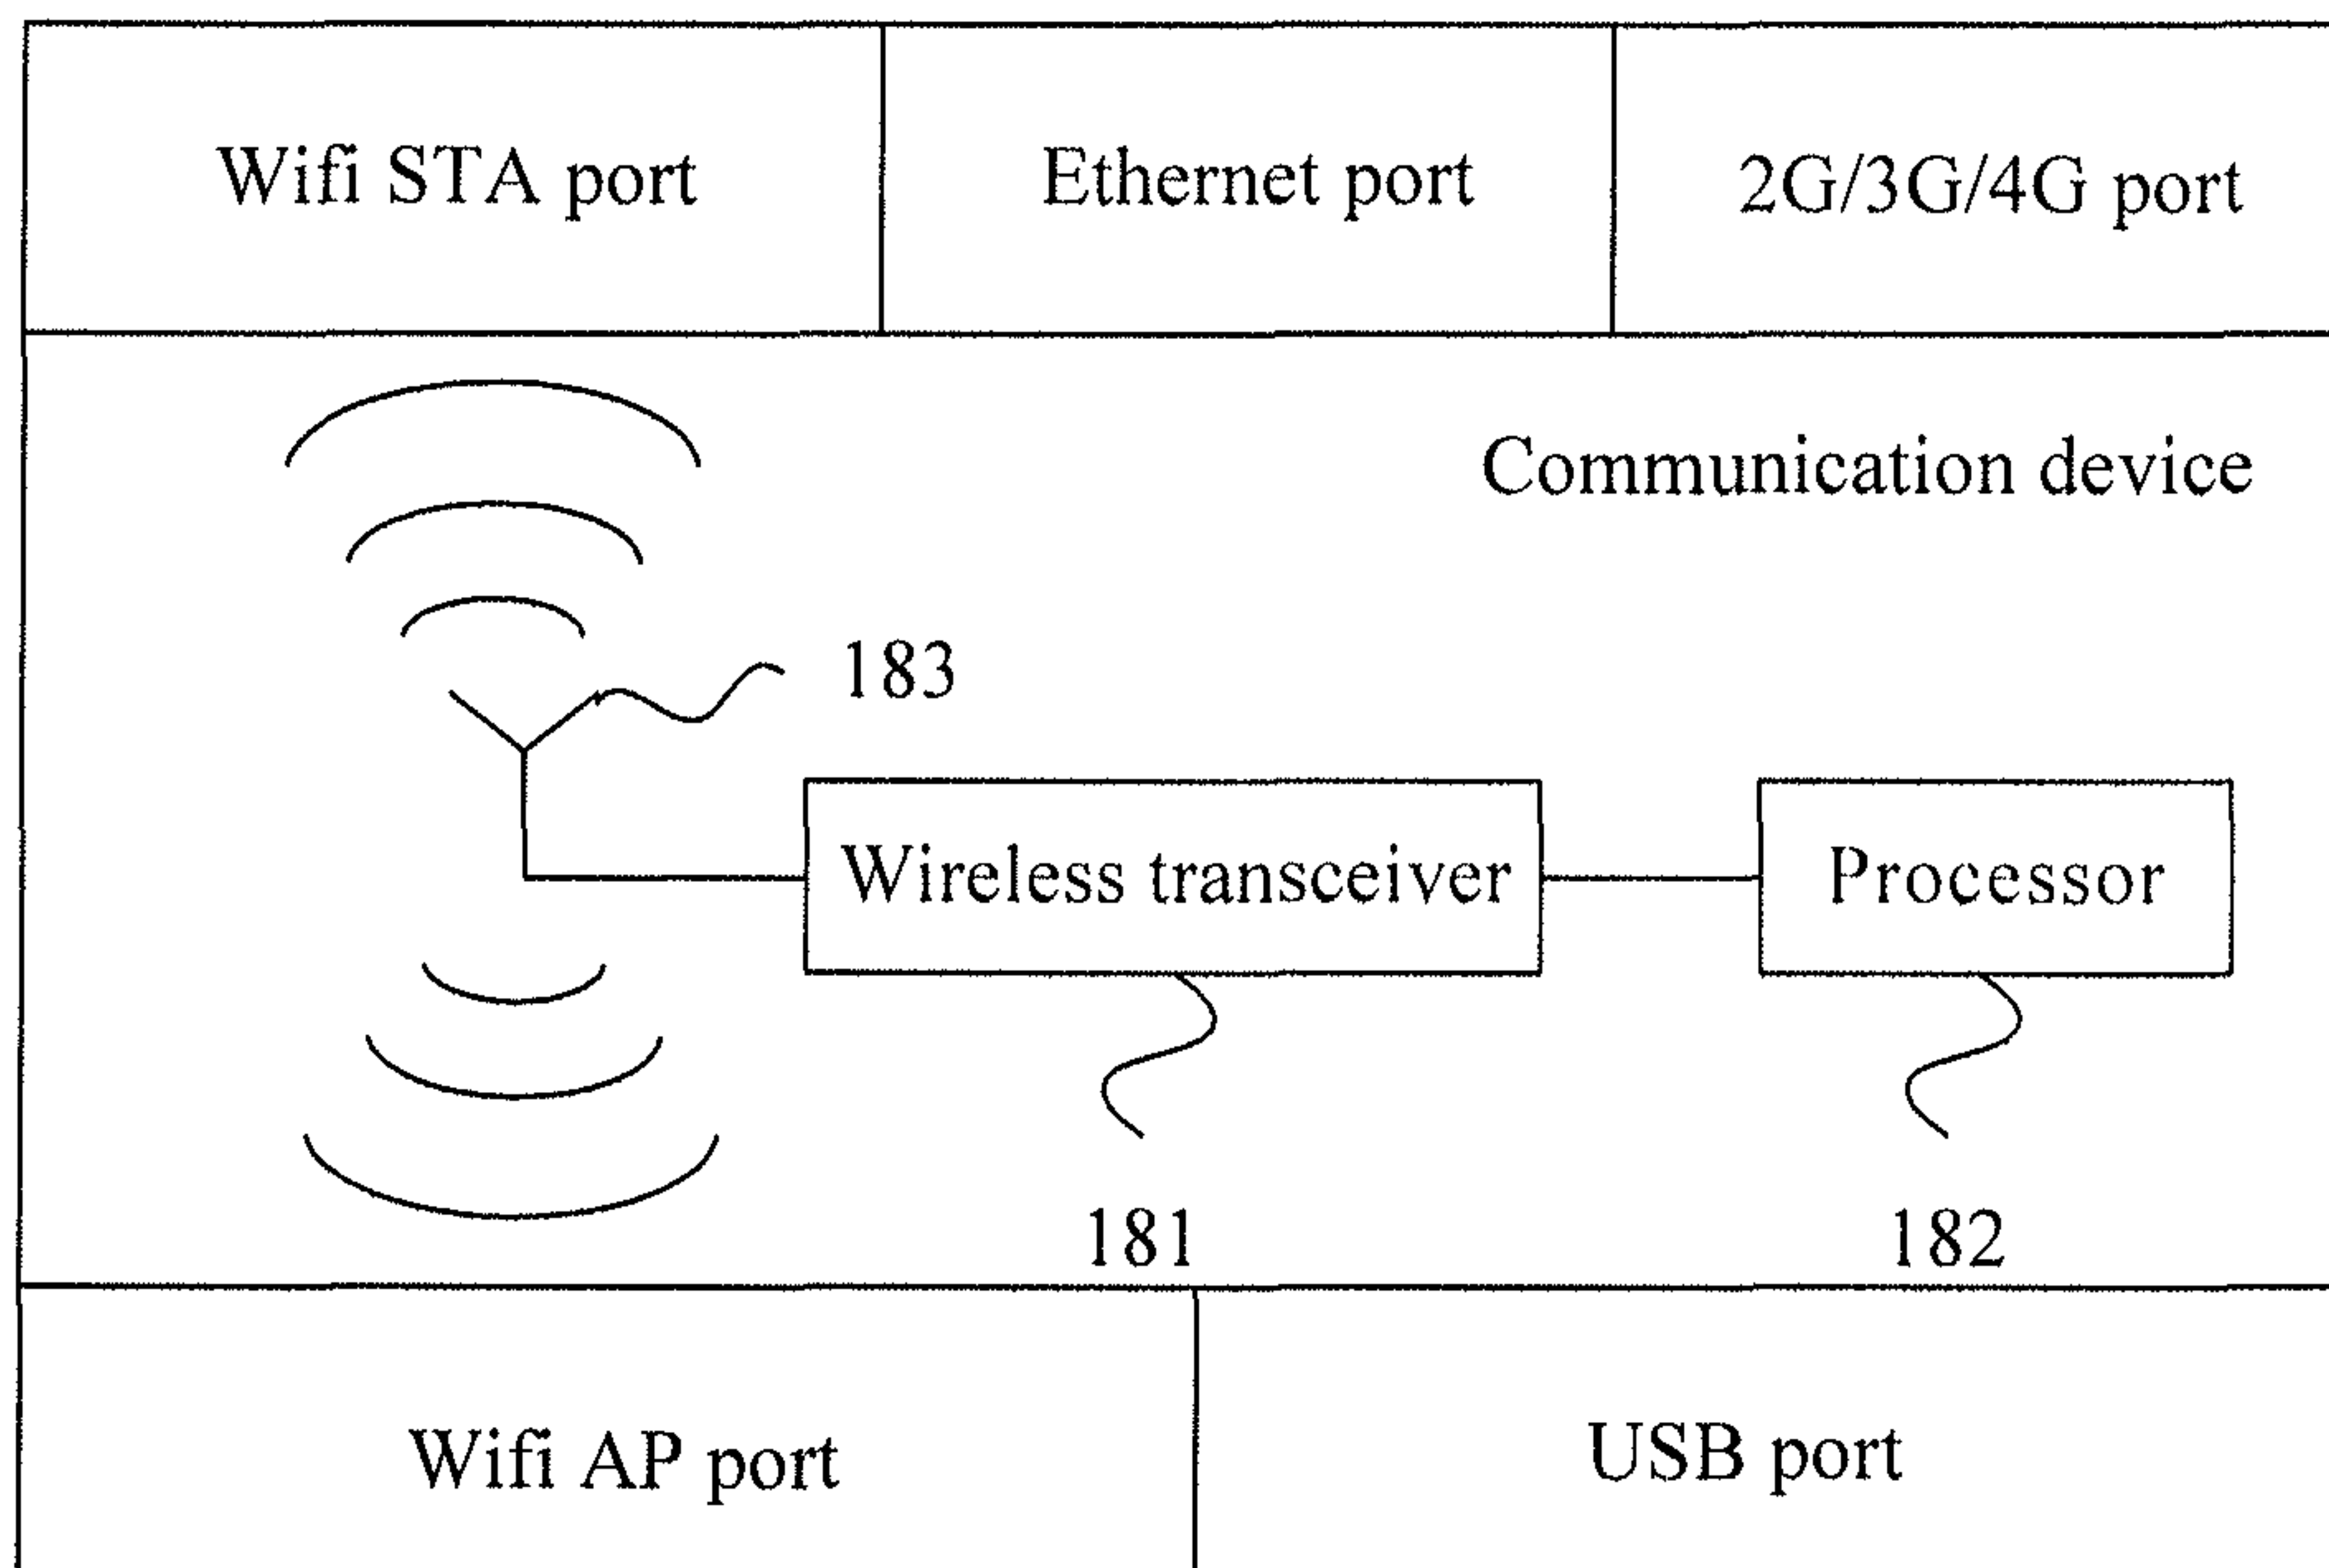 Wifi STA port
Ethernet port
2G/3G/4G port
Communication device
183
Wireless transceiver
Processor
181
182
Wifi AP port
USB port